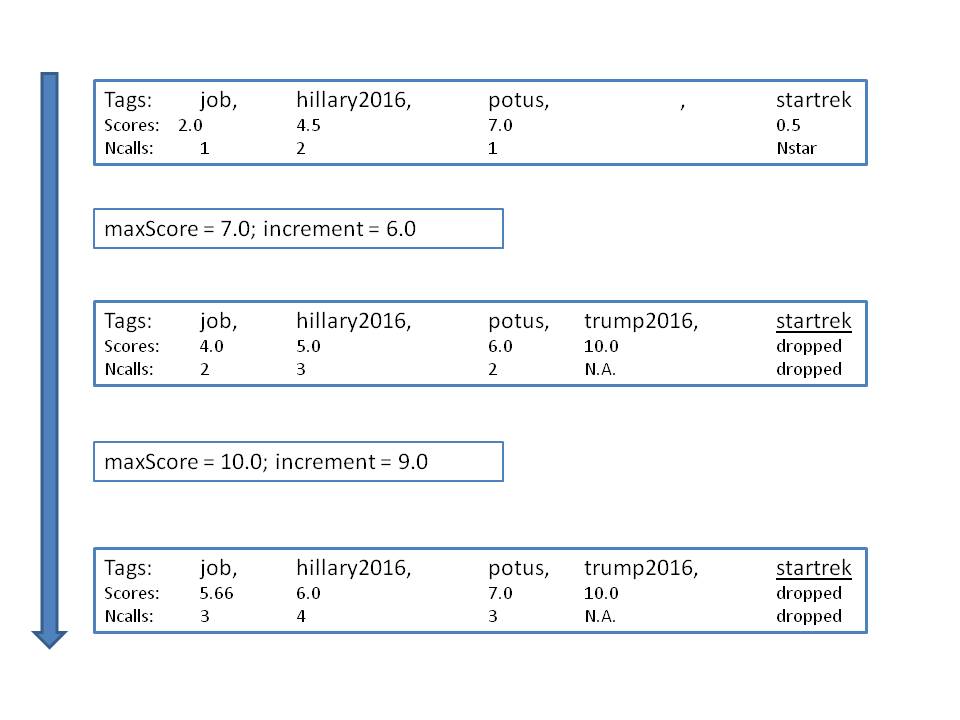 Tags: job, hillary2016, potus, , startrek
Scores: 2.0 4.5 7.0 0.5
Ncalls: 1 2 1 Nstar
maxScore = 7.0; increment = 6.0
Tags: job, hillary2016, potus, trump2016, startrek
Scores: 4.0 5.0 6.0 10.0 dropped
Ncalls: 2 3 2 N.A. dropped
maxScore = 10.0; increment = 9.0
Tags: job, hillary2016, potus, trump2016, startrek
Scores: 5.66 6.0 7.0 10.0 dropped
Ncalls: 3 4 3 N.A. dropped